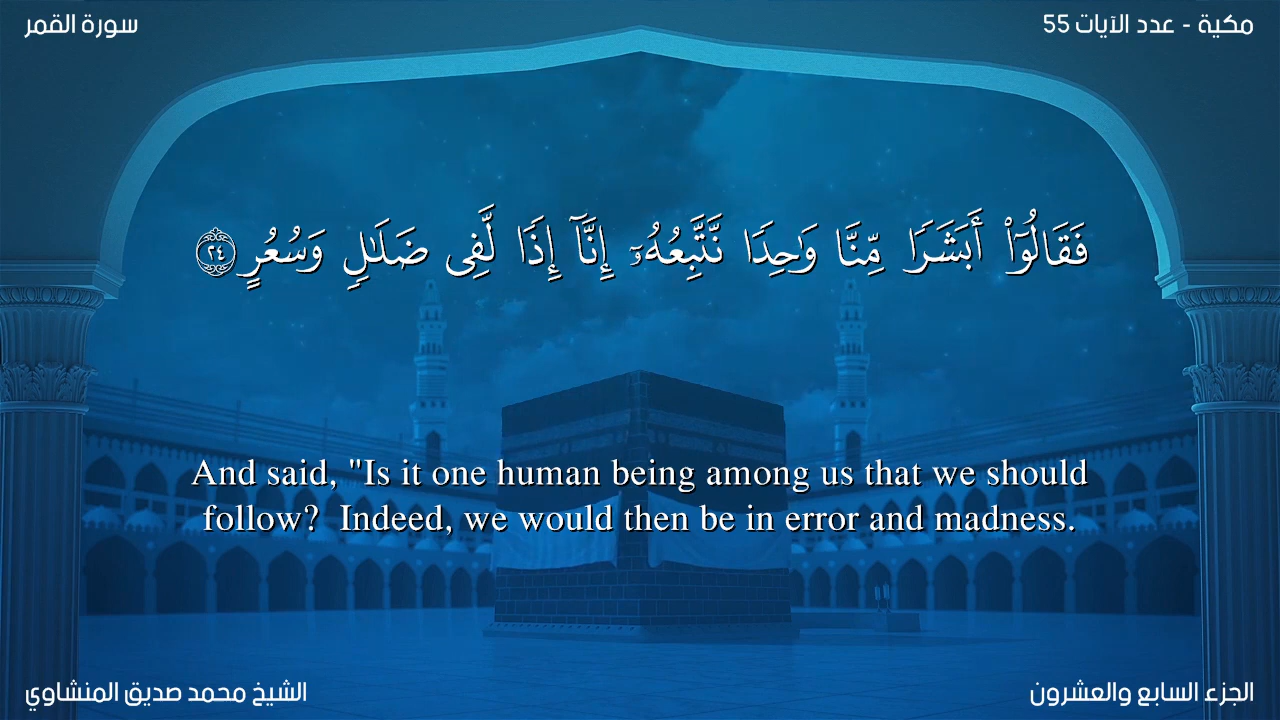 سورة القمر
مكية - عدد الآيات 55
فَقَالُوٓا۟ أَبَشَرًۭا مِّنَّا وَٰحِدًۭا نَّتَّبِعُهُۥٓ إِنَّآ إِذًۭا لَّفِى ضَلَٰلٍۢ وَسُعُرٍ ٢٤
And said, "Is it one human being among us that we should
follow?  Indeed, we would then be in error and madness.
الشيخ محمد صديق المنشاوي
الجزء السابع والعشرون